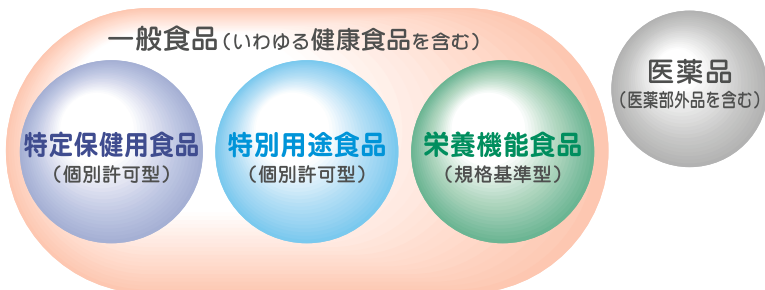 一般食品（いわゆる健康食品を含む）
医薬品
（医薬部外品を含む）
特定保健用食品
（個別許可型）
特別用途食品
（個別許可型）
栄養機能食品
（規格基準型）